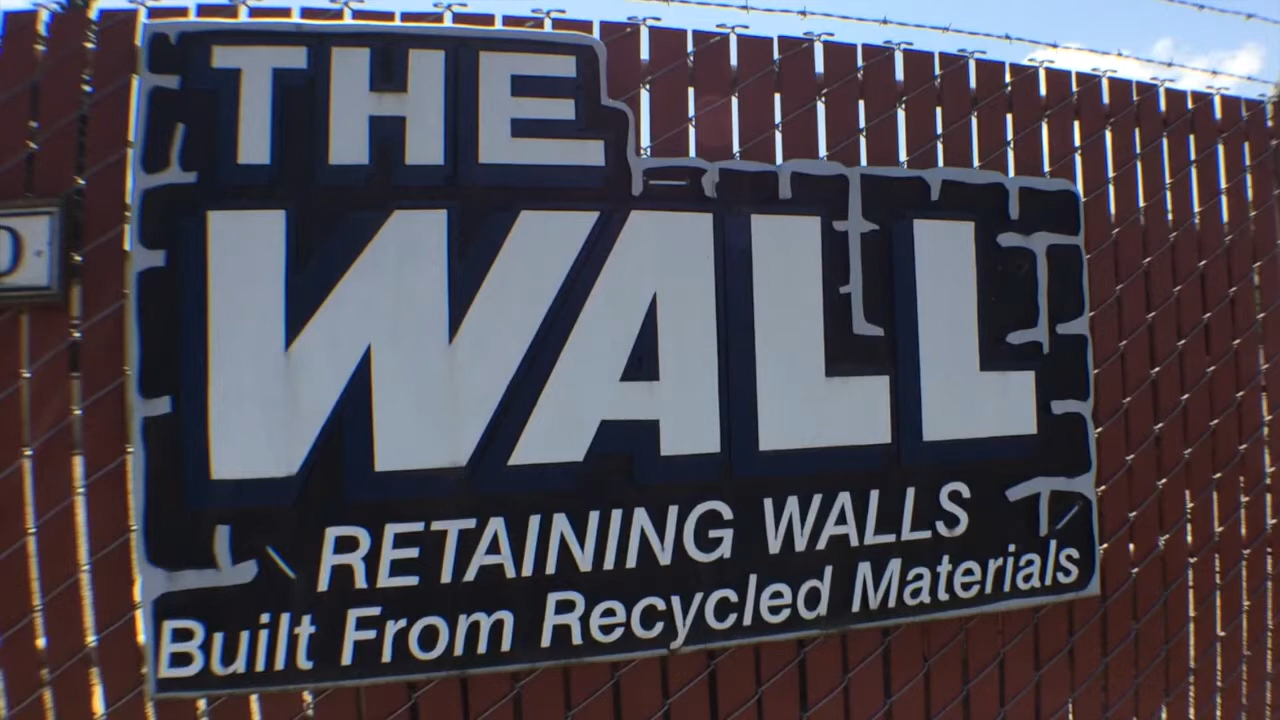 THE
WALL
RETAINING WALLS
Built From Recycled Materials
D